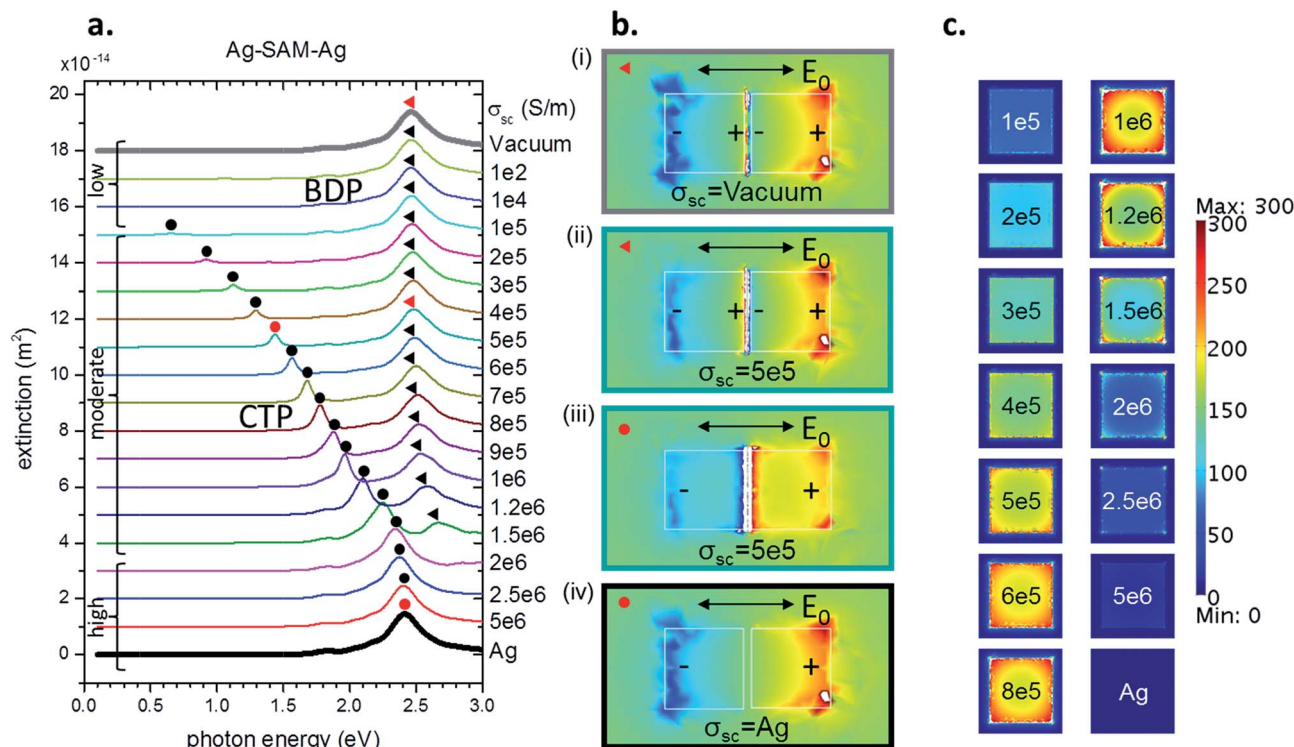 a.
Ag-SAM-Ag
x10⁻¹⁴
20
18
16
14
12
10
8
6
4
2
0
extinction (m²)
0.0 0.5 1.0 1.5 2.0 2.5 3.0
photon energy (eV)
low
moderate
high
BDP
CTP
σsc (S/m)
Vacuum
1e2
1e4
1e5
2e5
3e5
4e5
5e5
6e5
7e5
8e5
9e5
1e6
1.2e6
1.5e6
2e6
2.5e6
5e6
Ag
b.
(i)
E₀
- + - +
σsc=Vacuum
(ii)
E₀
+ - +
σsc=5e5
(iii)
E₀
- +
σsc=5e5
(iv)
E₀
- +
σsc=Ag
c.
1e5 1e6
2e5 1.2e6
3e5 1.5e6
4e5 2e6
5e5 2.5e6
6e5 5e6
8e5 Ag
Max: 300
300
250
200
150
100
50
0
Min: 0